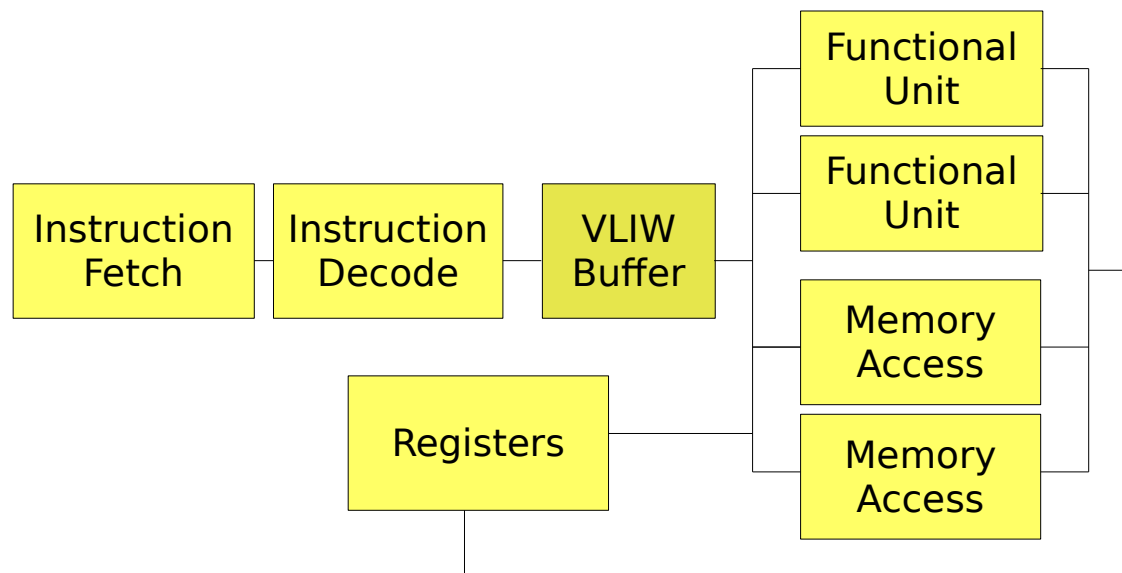 Functional
Unit
Functional
Unit
Instruction
Fetch
Instruction
Decode
VLIW
Buffer
Memory
Access
Registers
Memory
Access